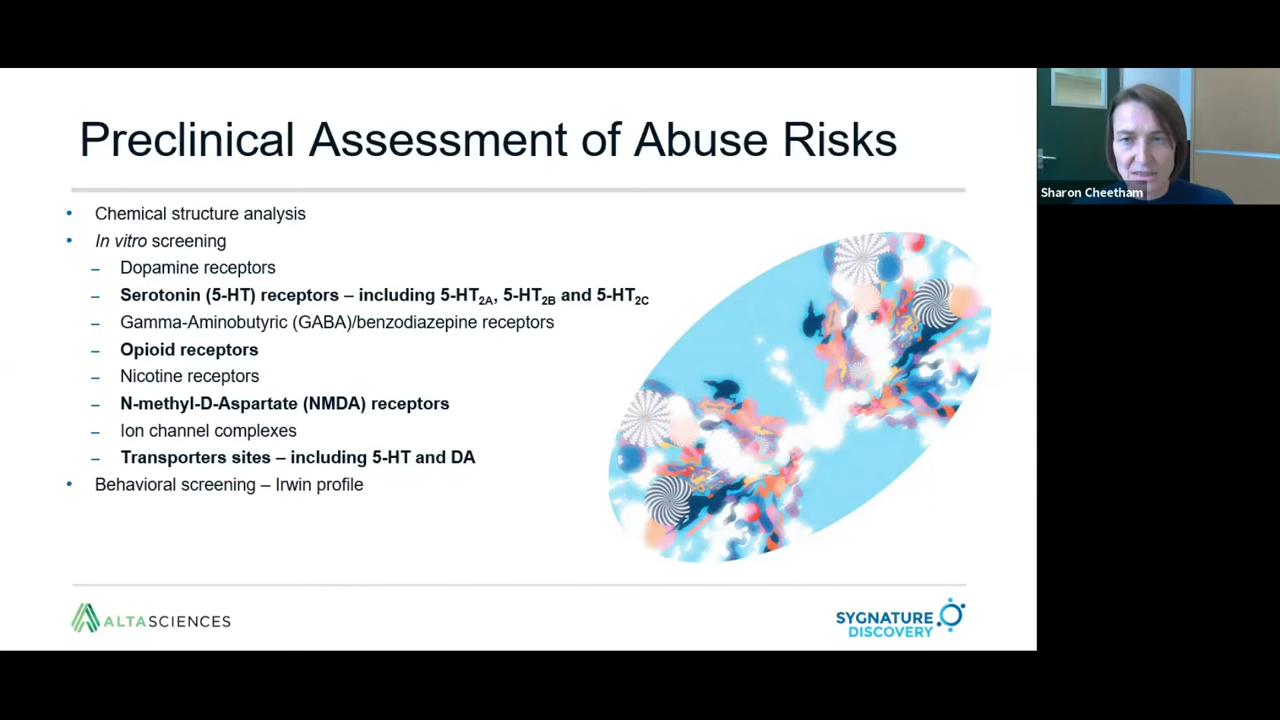 Preclinical Assessment of Abuse Risks
• Chemical structure analysis
• In vitro screening
– Dopamine receptors
– Serotonin (5-HT) receptors – including 5-HT2A, 5-HT2B and 5-HT2C
– Gamma-Aminobutyric (GABA)/benzodiazepine receptors
– Opioid receptors
– Nicotine receptors
– N-methyl-D-Aspartate (NMDA) receptors
– Ion channel complexes
– Transporters sites – including 5-HT and DA
• Behavioral screening – Irwin profile
ALTASCIENCES
SYGNATURE
DISCOVERY
Sharon Cheetham